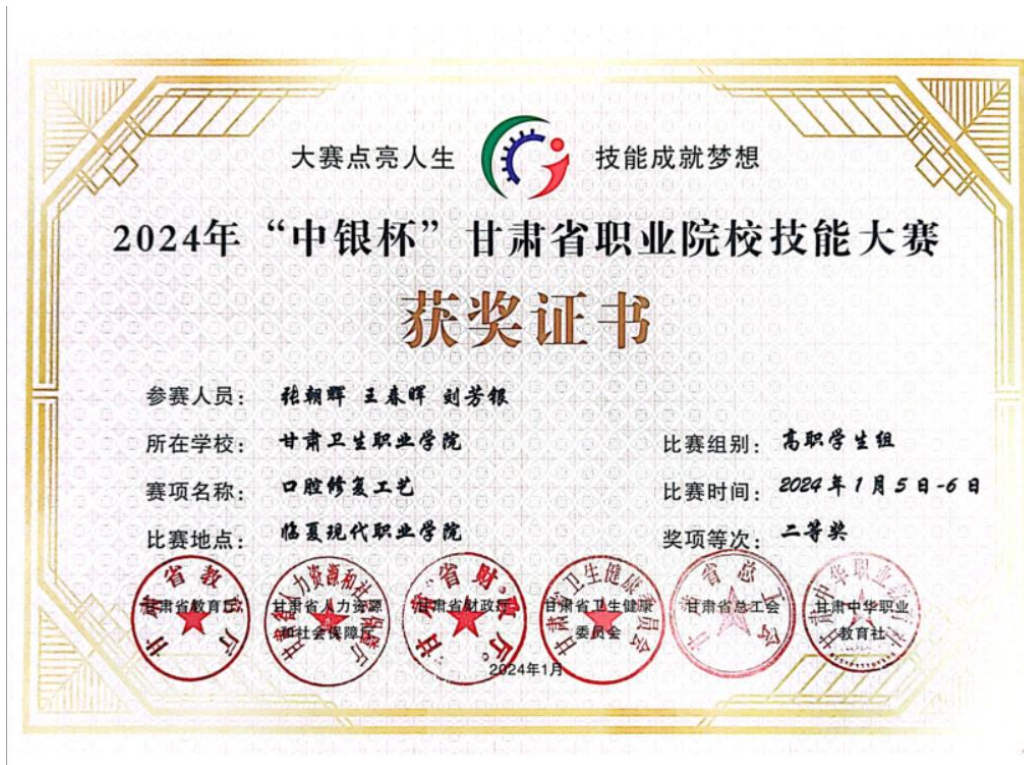 大赛点亮人生 技能成就梦想
2024年“中银杯”甘肃省职业院校技能大赛
获奖证书
参赛人员: 张朝辉 王春晖 刘芳银
所在学校: 甘肃卫生职业学院 比赛组别: 高职学生组
赛项名称: 口腔修复工艺 比赛时间: 2024年1月5日-6日
比赛地点: 临夏现代职业学院 奖项等次: 二等奖
甘肃省教育厅 甘肃省人力资源 甘肃省财政厅 甘肃省卫生健康 甘肃省总工会 甘肃中华职业
和社会保障厅 委员会 教育社
2024年1月